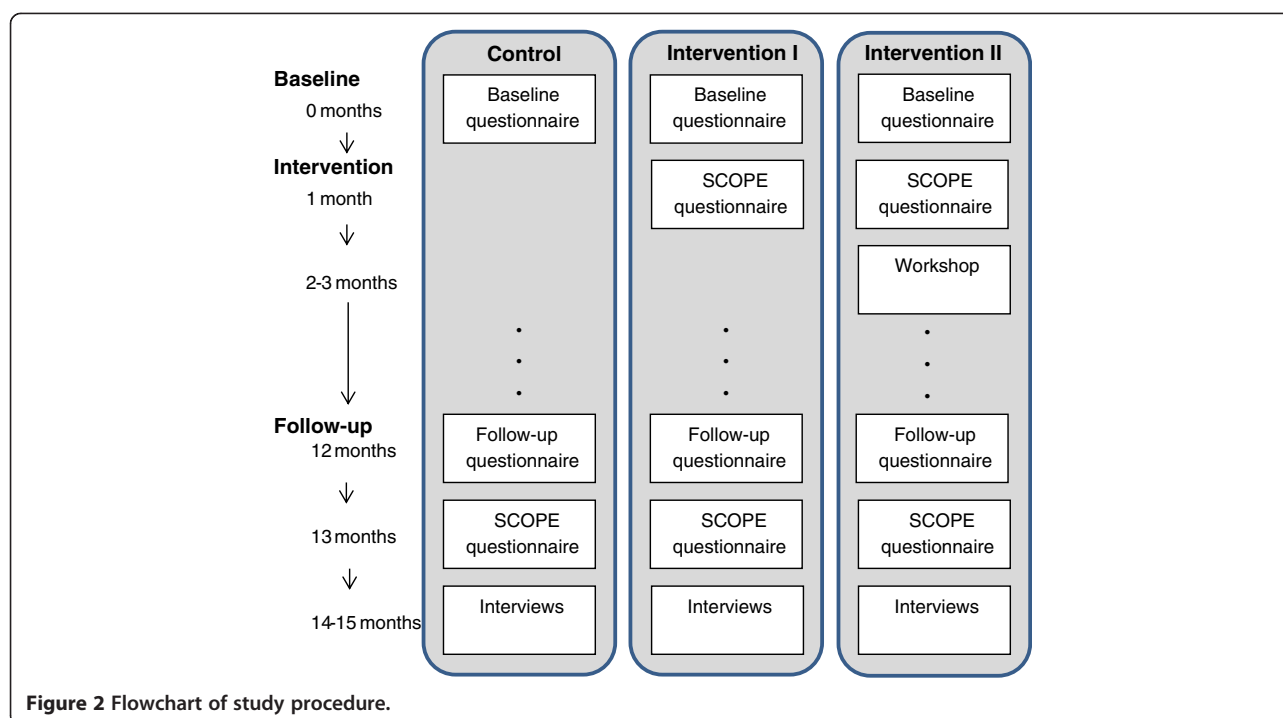 Control Intervention I Intervention II
Baseline
0 months
Baseline questionnaire
Baseline questionnaire
Baseline questionnaire
Intervention
1 month
SCOPE questionnaire
SCOPE questionnaire
2-3 months
Workshop
Follow-up
12 months
Follow-up questionnaire
Follow-up questionnaire
Follow-up questionnaire
13 months
SCOPE questionnaire
SCOPE questionnaire
SCOPE questionnaire
14-15 months
Interviews
Interviews
Interviews
Figure 2 Flowchart of study procedure.